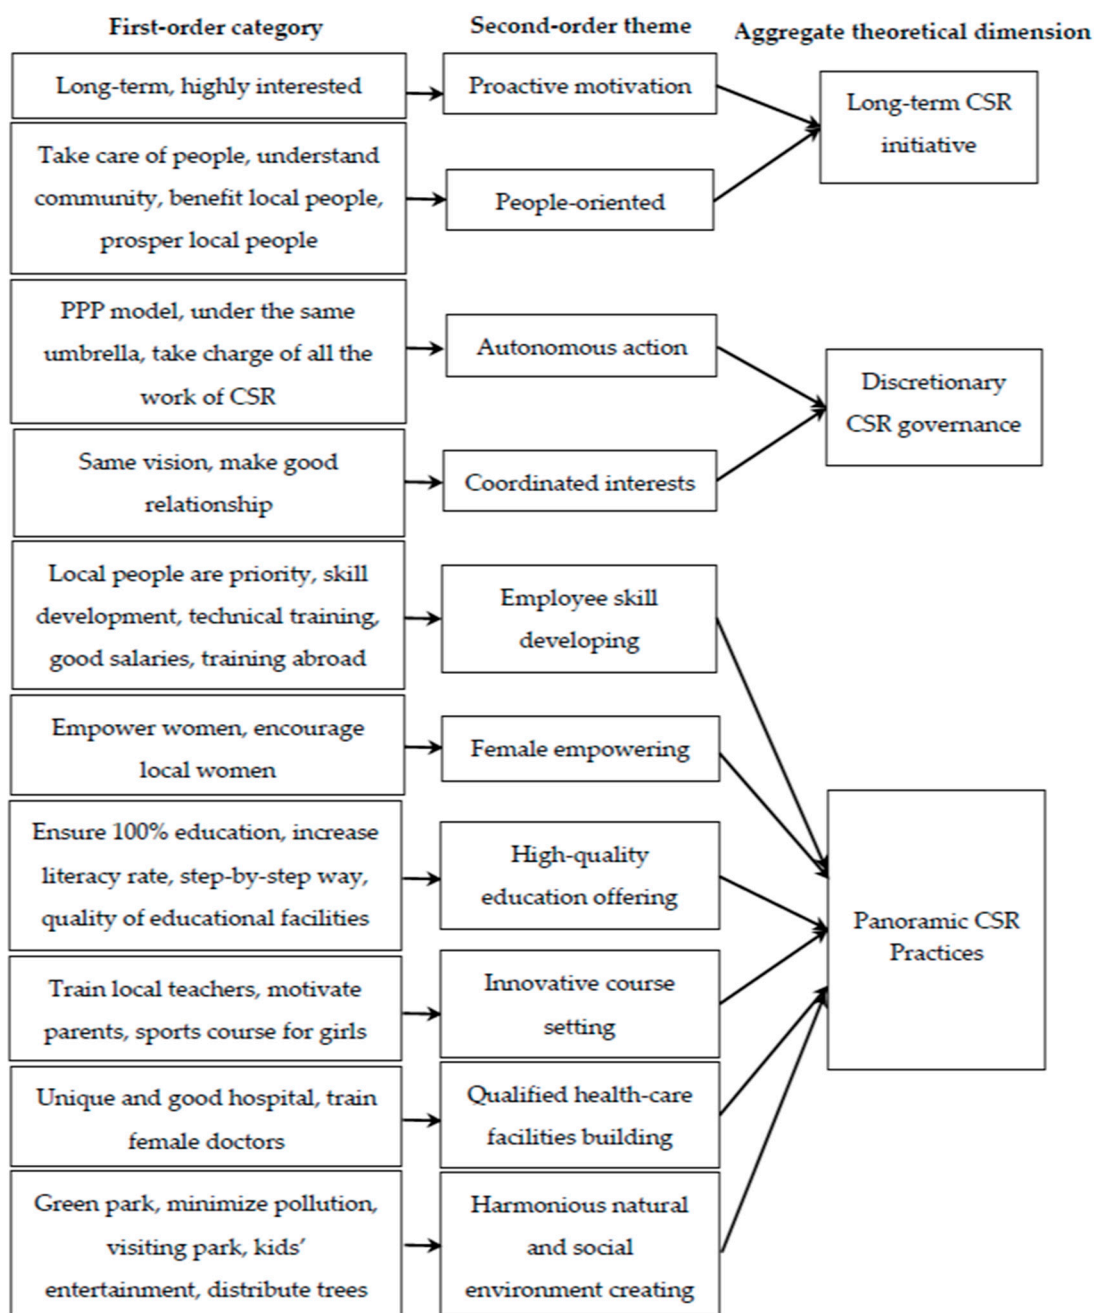 First-order category
Second-order theme
Aggregate theoretical dimension
Long-term, highly interested
Proactive motivation
Long-term CSR
initiative
Take care of people, understand
community, benefit local people,
prosper local people
People-oriented
PPP model, under the same
umbrella, take charge of all the
work of CSR
Autonomous action
Discretionary
CSR governance
Same vision, make good
relationship
Coordinated interests
Local people are priority, skill
development, technical training,
good salaries, training abroad
Employee skill
developing
Empower women, encourage
local women
Female empowering
Ensure 100% education, increase
literacy rate, step-by-step way,
quality of educational facilities
High-quality
education offering
Panoramic CSR
Practices
Train local teachers, motivate
parents, sports course for girls
Innovative course
setting
Unique and good hospital, train
female doctors
Qualified health-care
facilities building
Green park, minimize pollution,
visiting park, kids'
entertainment, distribute trees
Harmonious natural
and social
environment creating